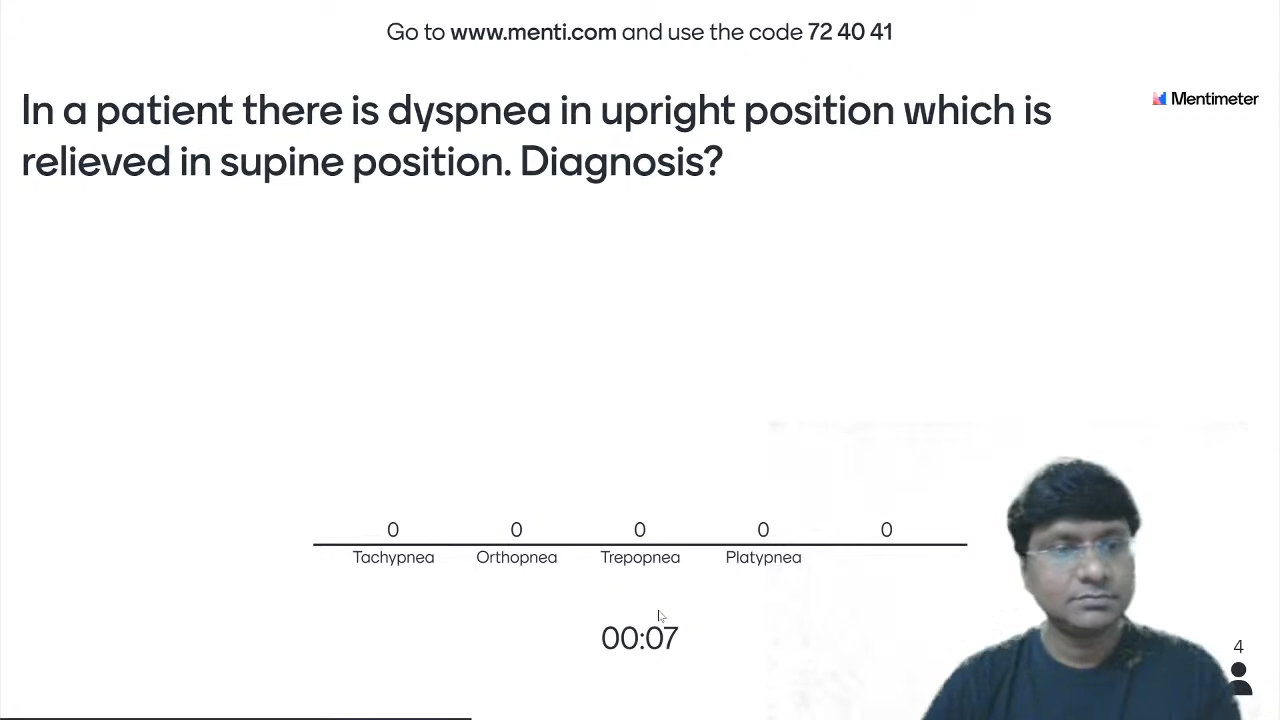 Go to www.menti.com and use the code 72 40 41
In a patient there is dyspnea in upright position which is
relieved in supine position. Diagnosis?
Mentimeter
0 0 0 0 0
Tachypnea Orthopnea Trepopnea Platypnea
00:07
4